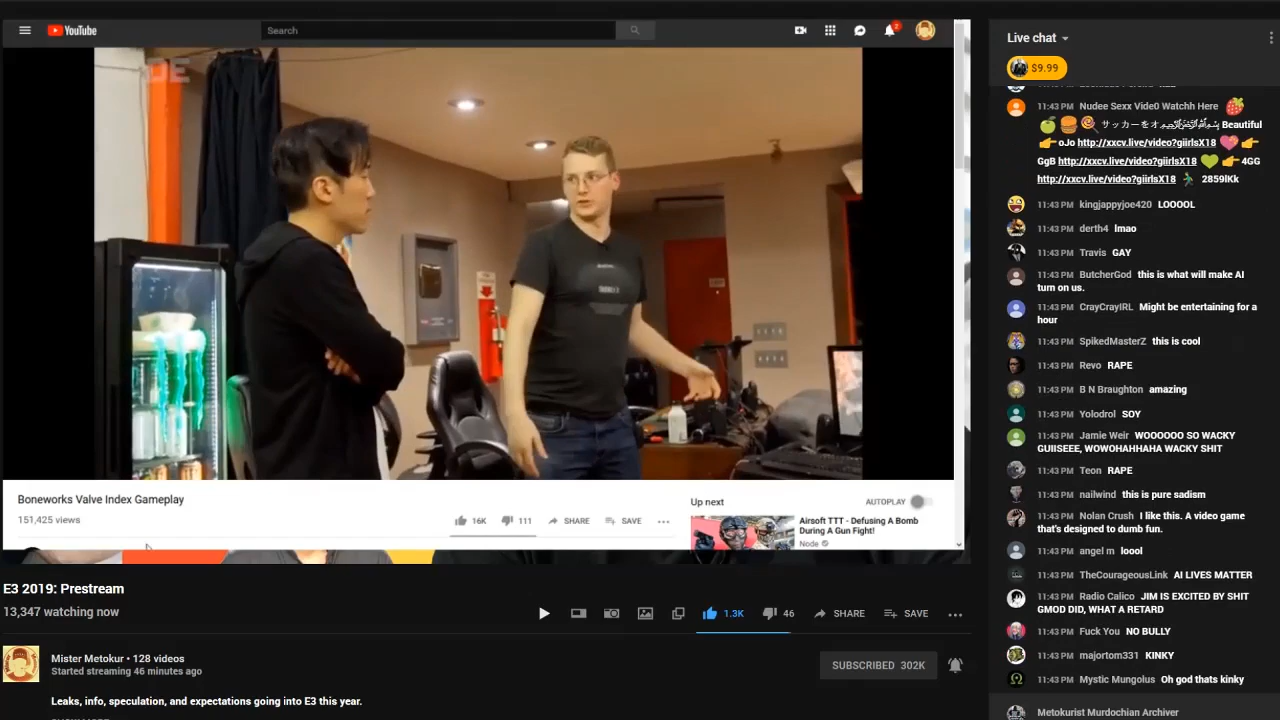 YouTube
Search
2
Boneworks Valve Index Gameplay
151,425 views
16K
111
SHARE
SAVE
Up next
AUTOPLAY
Airsoft TTT - Defusing A Bomb
During A Gun Fight!
Node
E3 2019: Prestream
13,347 watching now
1.3K
46
SHARE
SAVE
Mister Metokur • 128 videos
Started streaming 46 minutes ago
SUBSCRIBED 302K
Leaks, info, speculation, and expectations going into E3 this year.
Live chat
$9.99
11:43 PM Nudee Sexx Vide0 Watchh Here
サッカーをオ Beautiful
oJo http://xxcv.live/video?giirlsX18
GgB http://xxcv.live/video?giirlsX18 4GG
http://xxcv.live/video?giirlsX18 2859lKk
11:43 PM kingjappyjoe420 LOOOOL
11:43 PM derth4 lmao
11:43 PM Travis GAY
11:43 PM ButcherGod this is what will make AI
turn on us.
11:43 PM CrayCrayIRL Might be entertaining for a
hour
11:43 PM SpikedMasterZ this is cool
11:43 PM Revo RAPE
11:43 PM B N Braughton amazing
11:43 PM Yolodrol SOY
11:43 PM Jamie Weir WOOOOOO SO WACKY
GUIISEEE, WOWOHAHHAHA WACKY SHIT
11:43 PM Teon RAPE
11:43 PM nailwind this is pure sadism
11:43 PM Nolan Crush I like this. A video game
that's designed to dumb fun.
11:43 PM angel m loool
11:43 PM TheCourageousLink AI LIVES MATTER
11:43 PM Radio Calico JIM IS EXCITED BY SHIT
GMOD DID, WHAT A RETARD
11:43 PM Fuck You NO BULLY
11:43 PM majortom331 KINKY
11:43 PM Mystic Mungolus Oh god thats kinky
Metokurist Murdochian Archiver